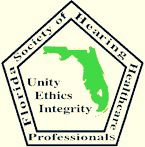 Florida Society of Hearing Healthcare Professionals
Unity
Ethics
Integrity